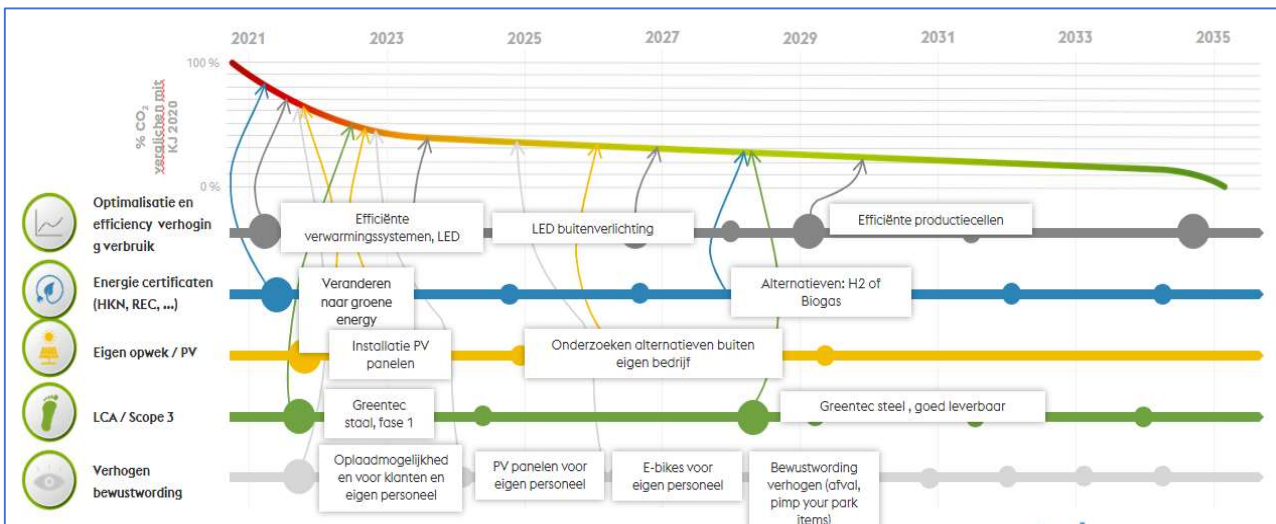 2021 2023 2025 2027 2029 2031 2033 2035
100 %
% CO₂
verglichen mit
KJ 2020
0 %
Optimalisatie en
efficiency verhogin
g verbruik
Efficiënte
verwarmingssystemen, LED
LED buitenverlichting
Efficiënte productiecellen
Energie certificaten
(HKN, REC, ...)
Veranderen
naar groene
energy
Alternatieven: H2 of
Biogas
Eigen opwek / PV
Installatie PV
panelen
Onderzoeken alternatieven buiten
eigen bedrijf
LCA / Scope 3
Greentec
staal, fase 1
Greentec steel , goed leverbaar
Verhogen
bewustwording
Oplaadmogelijkhed
en voor klanten en
eigen personeel
PV panelen voor
eigen personeel
E-bikes voor
eigen personeel
Bewustwording
verhogen (afval,
pimp your park
items)